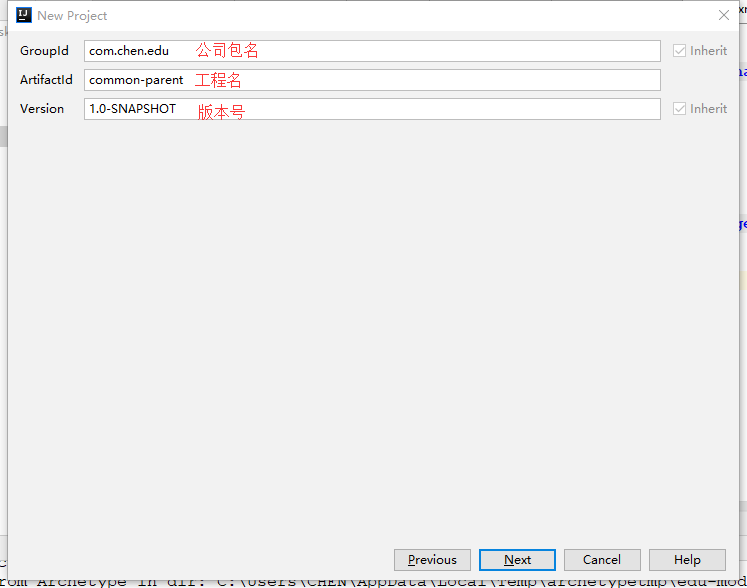 New Project
GroupId com.chen.edu 公司包名 Inherit
ArtifactId common-parent 工程名
Version 1.0-SNAPSHOT 版本号 Inherit
Previous Next Cancel Help
rom Archetype in dir: C:\Users\CHEN\AppData\Local\Temp\archetypetmp\edu-mod